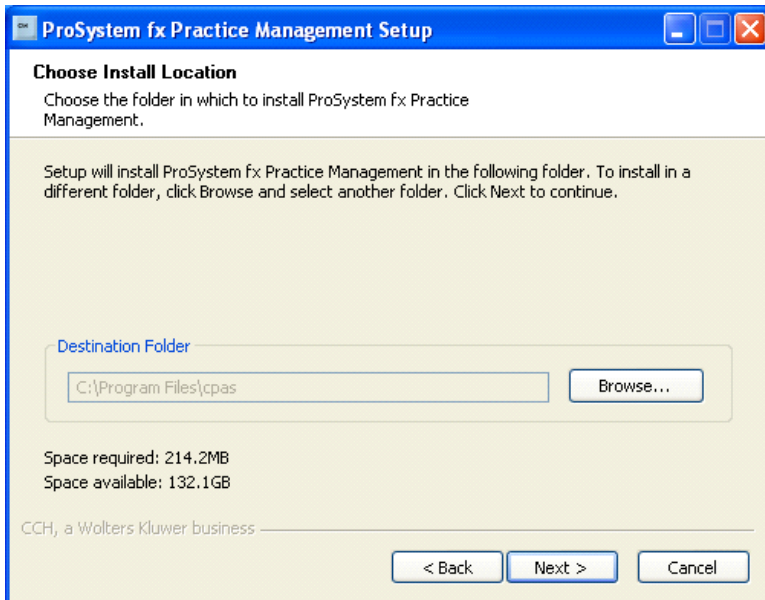 ProSystem fx Practice Management Setup
Choose Install Location
Choose the folder in which to install ProSystem fx Practice
Management.
Setup will install ProSystem fx Practice Management in the following folder. To install in a
different folder, click Browse and select another folder. Click Next to continue.
Destination Folder
C:\Program Files\cpas
Browse...
Space required: 214.2MB
Space available: 132.1GB
CCH, a Wolters Kluwer business
< Back Next > Cancel